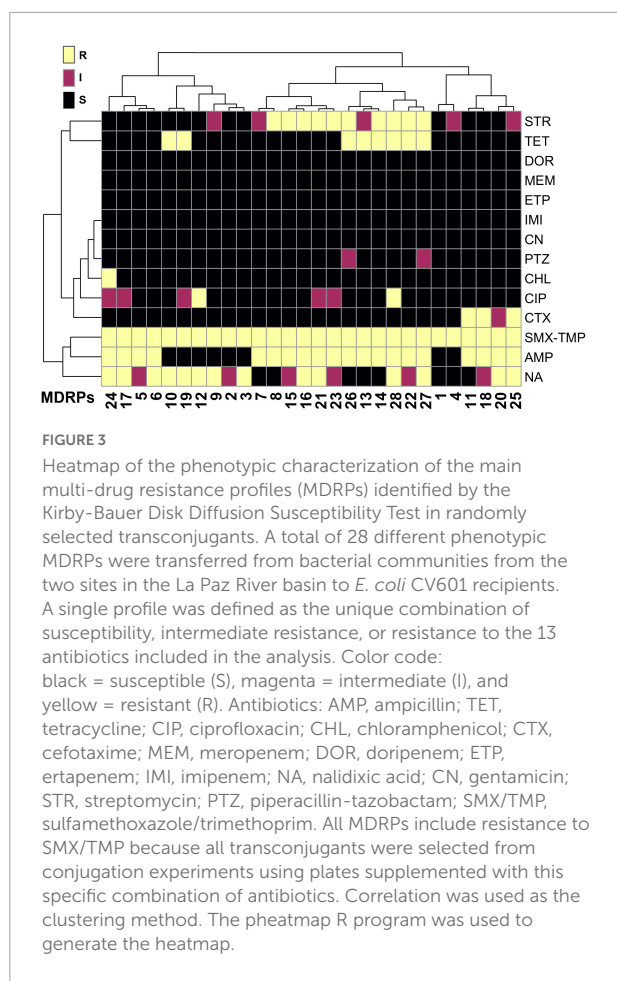 R
I
S
STR
TET
DOR
MEM
ETP
IMI
CN
PTZ
CHL
CIP
CTX
SMX-TMP
AMP
NA
MDRPs 24 17 5 6 10 19 12 9 2 3 7 8 15 16 21 23 26 13 14 28 22 27 1 4 11 18 20 25
FIGURE 3
Heatmap of the phenotypic characterization of the main
multi-drug resistance profiles (MDRPs) identified by the
Kirby-Bauer Disk Diffusion Susceptibility Test in randomly
selected transconjugants. A total of 28 different phenotypic
MDRPs were transferred from bacterial communities from the
two sites in the La Paz River basin to E. coli CV601 recipients.
A single profile was defined as the unique combination of
susceptibility, intermediate resistance, or resistance to the 13
antibiotics included in the analysis. Color code:
black = susceptible (S), magenta = intermediate (I), and
yellow = resistant (R). Antibiotics: AMP, ampicillin; TET,
tetracycline; CIP, ciprofloxacin; CHL, chloramphenicol; CTX,
cefotaxime; MEM, meropenem; DOR, doripenem; ETP,
ertapenem; IMI, imipenem; NA, nalidixic acid; CN, gentamicin;
STR, streptomycin; PTZ, piperacillin-tazobactam; SMX/TMP,
sulfamethoxazole/trimethoprim. All MDRPs include resistance to
SMX/TMP because all transconjugants were selected from
conjugation experiments using plates supplemented with this
specific combination of antibiotics. Correlation was used as the
clustering method. The pheatmap R program was used to
generate the heatmap.